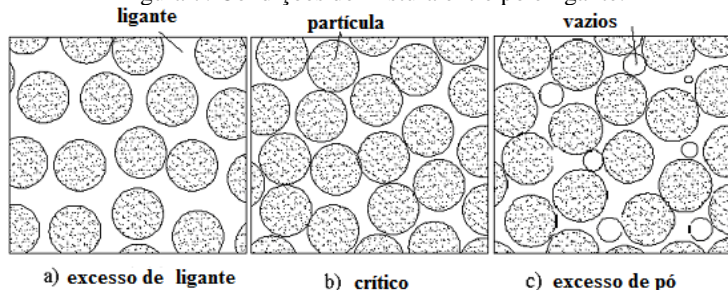 ligante
partícula
vazios
a) excesso de ligante
b) crítico
c) excesso de pó